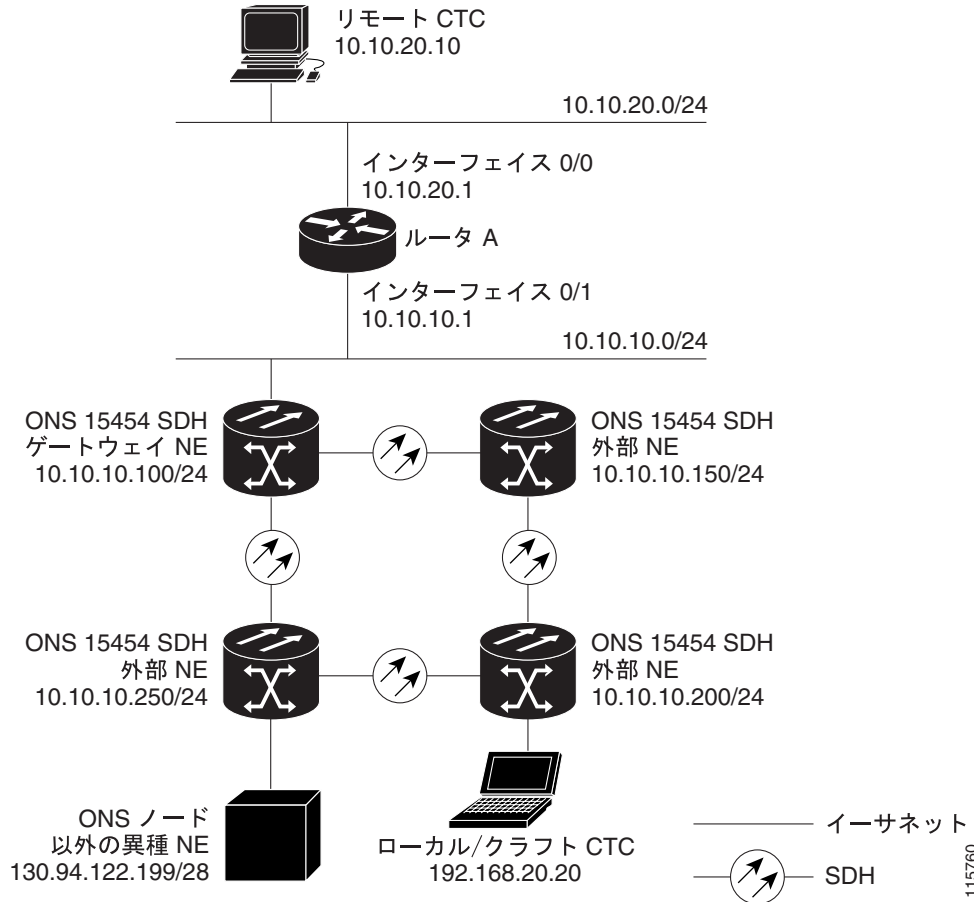 リモート CTC
10.10.20.10
10.10.20.0/24
インターフェイス 0/0
10.10.20.1
ルータ A
インターフェイス 0/1
10.10.10.1
10.10.10.0/24
ONS 15454 SDH
ゲートウェイ NE
10.10.10.100/24
ONS 15454 SDH
外部 NE
10.10.10.150/24
ONS 15454 SDH
外部 NE
10.10.10.250/24
ONS 15454 SDH
外部 NE
10.10.10.200/24
ONS ノード
以外の異種 NE
130.94.122.199/28
ローカル/クラフト CTC
192.168.20.20
イーサネット
SDH
115760